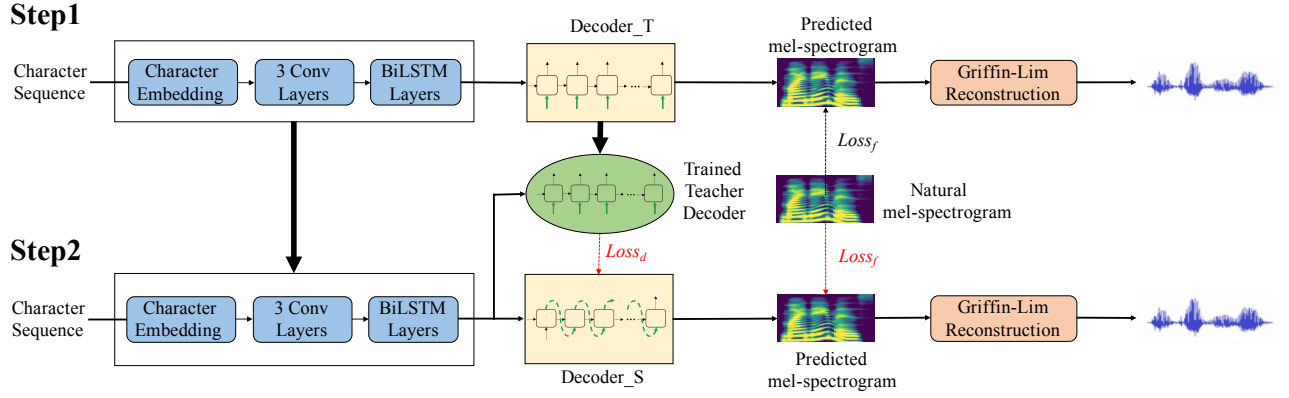 Step1
Character
Sequence
Character
Embedding
3 Conv
Layers
BiLSTM
Layers
Decoder_T
Predicted
mel-spectrogram
Griffin-Lim
Reconstruction
Loss_f
Trained
Teacher
Decoder
Natural
mel-spectrogram
Step2
Loss_d
Loss_f
Character
Sequence
Character
Embedding
3 Conv
Layers
BiLSTM
Layers
Decoder_S
Predicted
mel-spectrogram
Griffin-Lim
Reconstruction